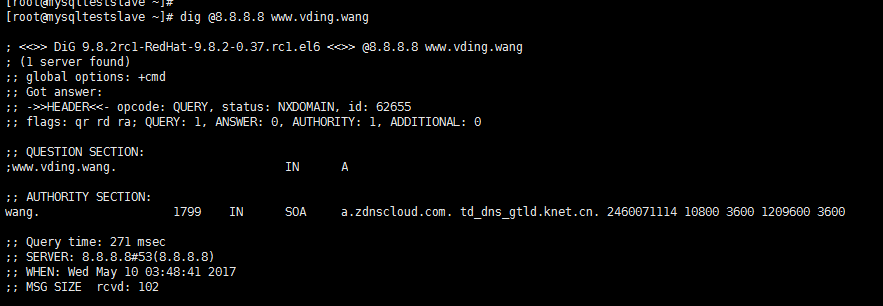 [root@mysqltestslave ~]#
[root@mysqltestslave ~]# dig @8.8.8.8 www.vding.wang
; <<>> DiG 9.8.2rc1-RedHat-9.8.2-0.37.rc1.el6 <<>> @8.8.8.8 www.vding.wang
; (1 server found)
;; global options: +cmd
;; Got answer:
;; ->>HEADER<<- opcode: QUERY, status: NXDOMAIN, id: 62655
;; flags: qr rd ra; QUERY: 1, ANSWER: 0, AUTHORITY: 1, ADDITIONAL: 0
;; QUESTION SECTION:
;www.vding.wang. IN A
;; AUTHORITY SECTION:
wang. 1799 IN SOA a.zdnscloud.com. td_dns_gtld.knet.cn. 2460071114 10800 3600 1209600 3600
;; Query time: 271 msec
;; SERVER: 8.8.8.8#53(8.8.8.8)
;; WHEN: Wed May 10 03:48:41 2017
;; MSG SIZE rcvd: 102